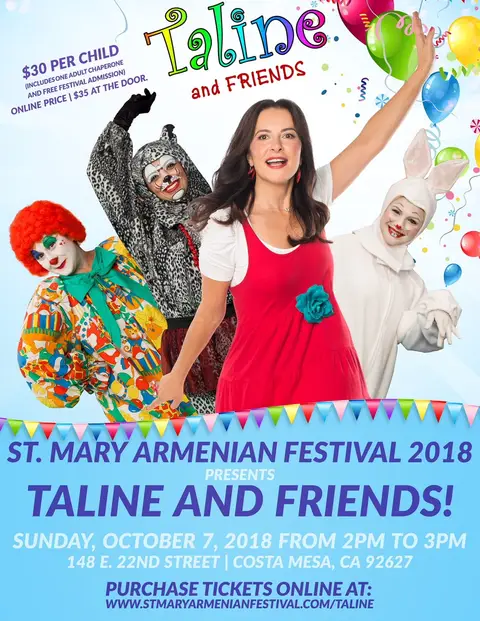 Taline
and FRIENDS
$30 PER CHILD
(INCLUDES ONE ADULT CHAPERONE
AND FREE FESTIVAL ADMISSION)
ONLINE PRICE | $35 AT THE DOOR.
ST. MARY ARMENIAN FESTIVAL 2018
PRESENTS
TALINE AND FRIENDS!
SUNDAY, OCTOBER 7, 2018 FROM 2PM TO 3PM
148 E. 22ND STREET | COSTA MESA, CA 92627
PURCHASE TICKETS ONLINE AT:
WWW.STMARYARMENIANFESTIVAL.COM/TALINE